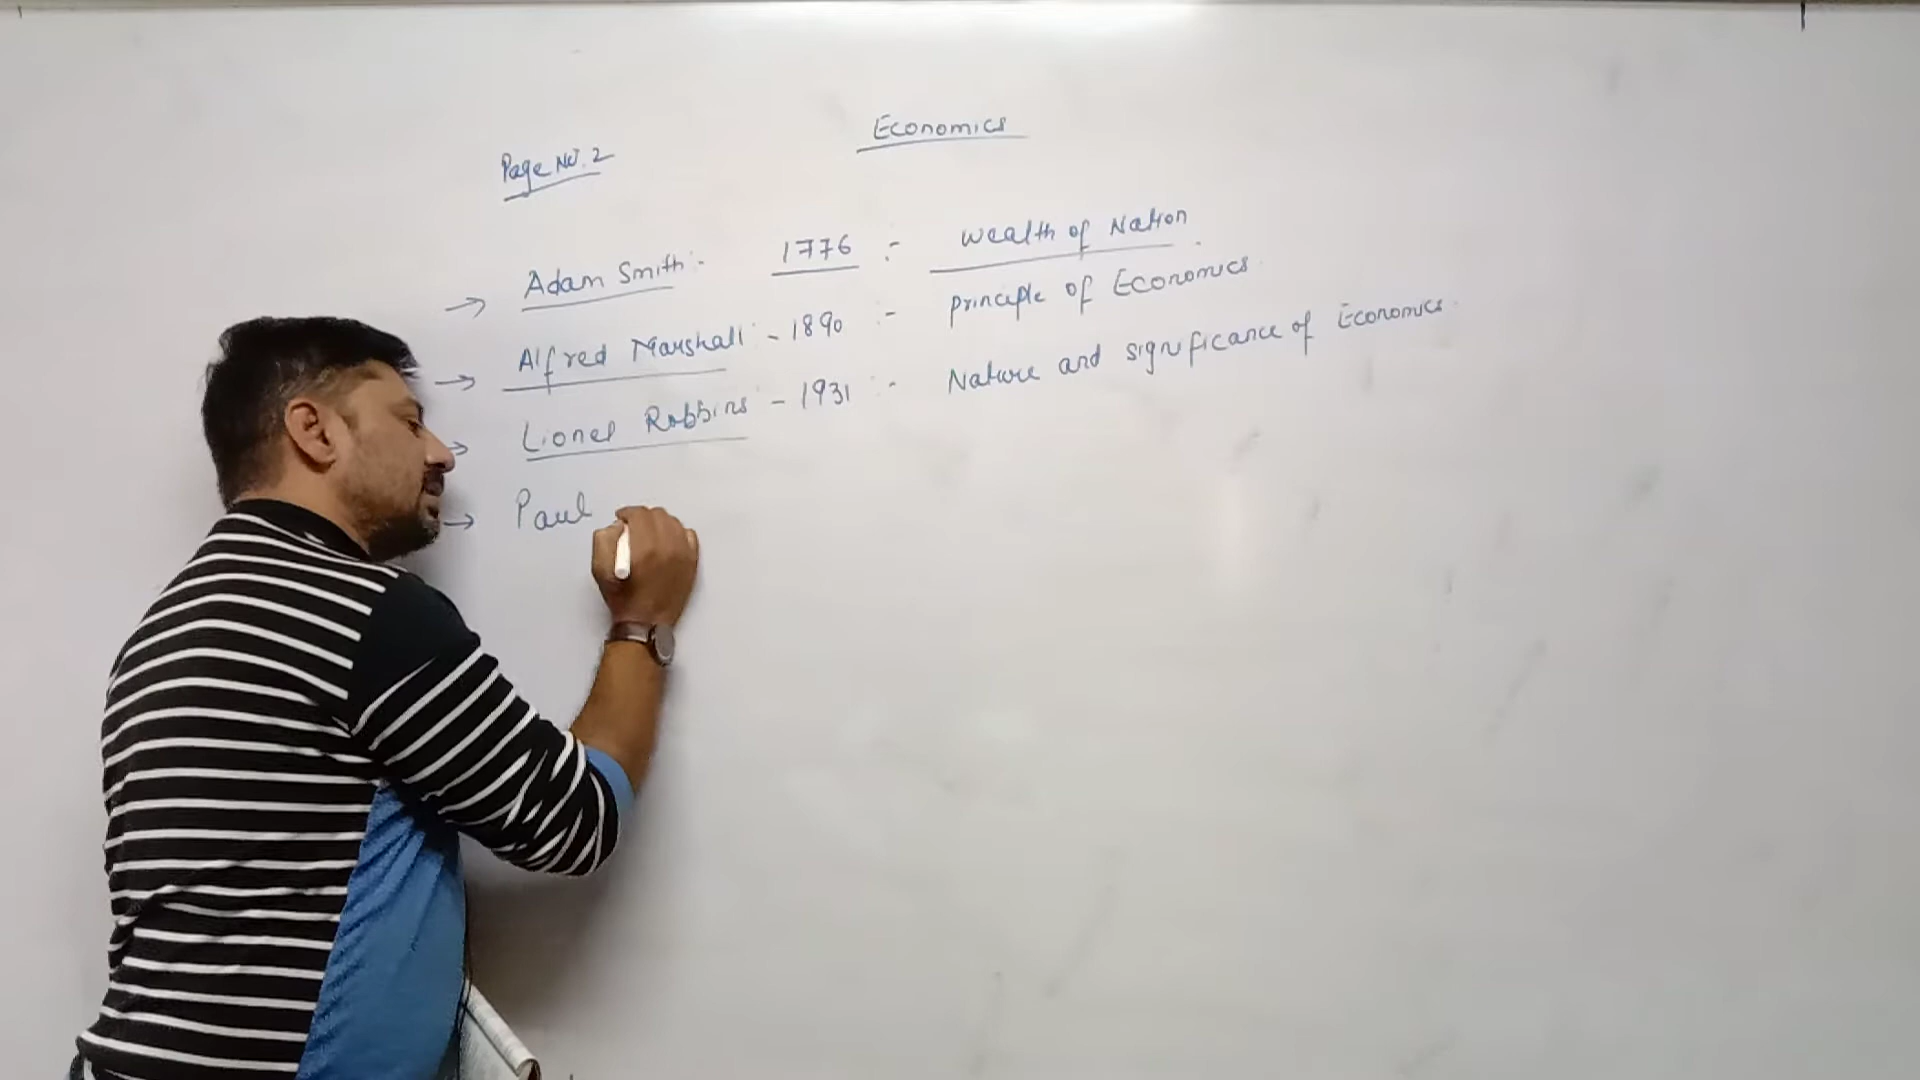 Economics
Page No. 2
Adam Smith :- 1776 :- Wealth of Nation
Alfred Marshall - 1890 :- Principle of Economics
Lionel Robbins - 1931 :- Nature and significance of Economics
Paul